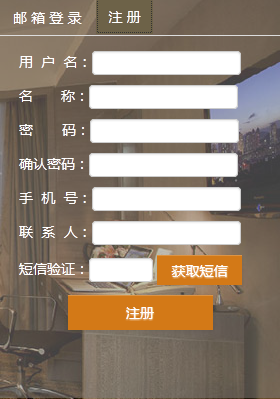 邮箱登录 注册
用 户 名：
名 称：
密 码：
确认密码：
手 机 号：
联 系 人：
短信验证： 获取短信
注册